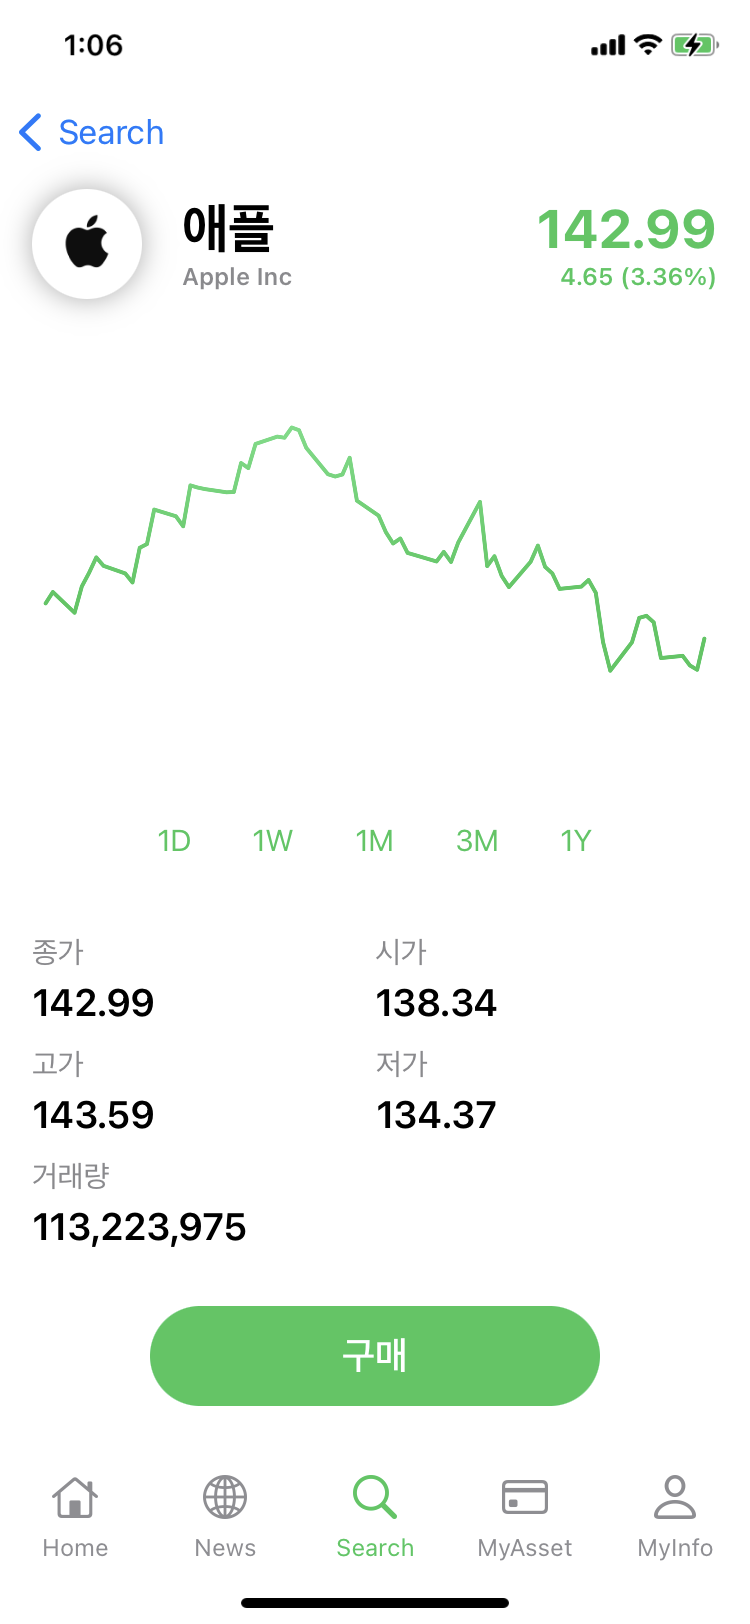 1:06
Search
애플
142.99
Apple Inc
4.65 (3.36%)
1D 1W 1M 3M 1Y
종가 시가
142.99 138.34
고가 저가
143.59 134.37
거래량
113,223,975
구매
Home News Search MyAsset MyInfo